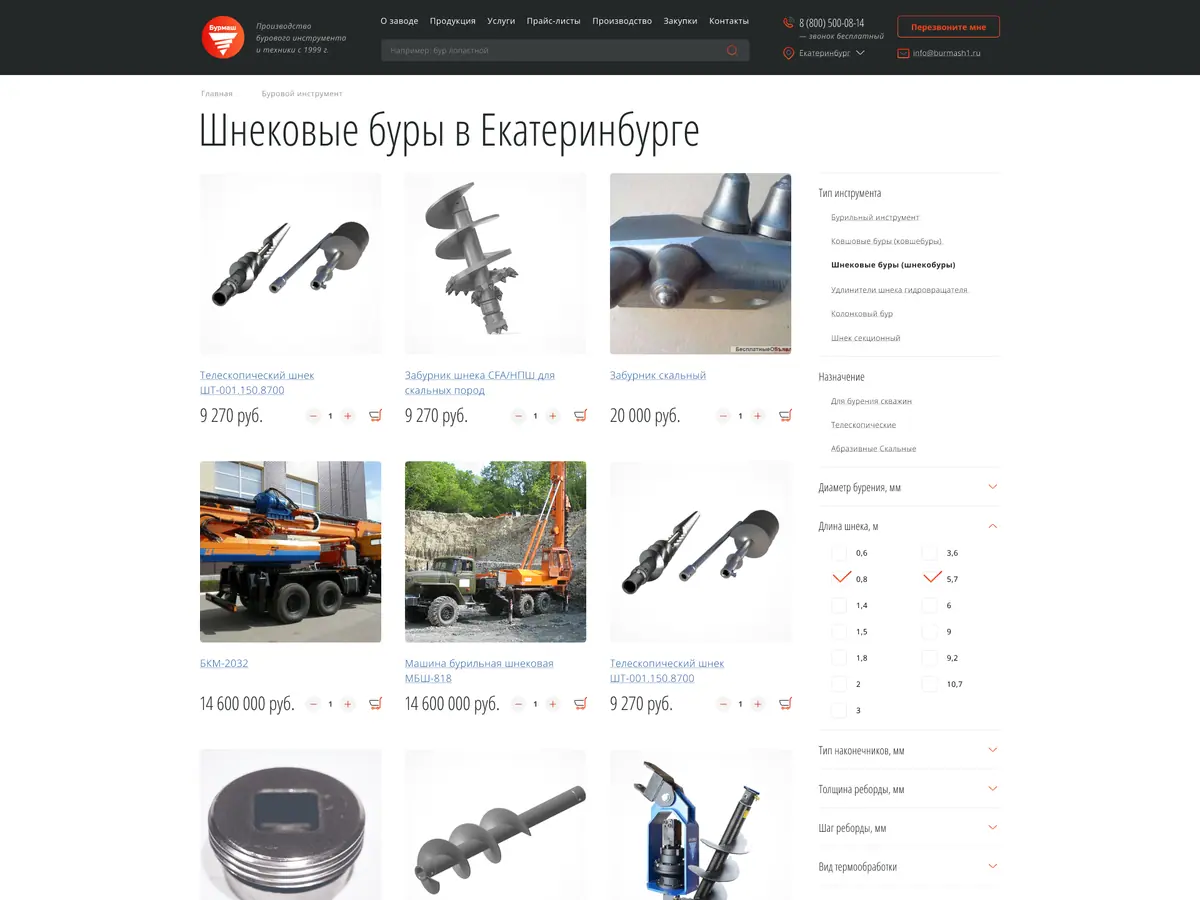 Бурмаш
Производство
бурового инструмента
и техники с 1999 г.
О заводе
Продукция
Услуги
Прайс-листы
Производство
Закупки
Контакты
Например: бур лопастной
8 (800) 500-08-14
— звонок бесплатный
Екатеринбург
Перезвоните мне
info@burmash1.ru
Главная
Буровой инструмент
Шнековые буры в Екатеринбурге
Телескопический шнек
ШТ-001.150.8700
9 270 руб.
− 1 +
Забурник шнека CFA/НПШ для
скальных пород
9 270 руб.
− 1 +
Забурник скальный
20 000 руб.
− 1 +
БКМ-2032
14 600 000 руб.
− 1 +
Машина бурильная шнековая
МБШ-818
14 600 000 руб.
− 1 +
Телескопический шнек
ШТ-001.150.8700
9 270 руб.
− 1 +
Тип инструмента
Бурильный инструмент
Ковшовые буры (ковшебуры)
Шнековые буры (шнекобуры)
Удлинители шнека гидровращателя
Колонковый бур
Шнек секционный
Назначение
Для бурения скважин
Телескопические
Абразивные Скальные
Диаметр бурения, мм
Длина шнека, м
0,6
3,6
0,8
5,7
1,4
6
1,5
9
1,8
9,2
2
10,7
3
Тип наконечников, мм
Толщина реборды, мм
Шаг реборды, мм
Вид термообработки